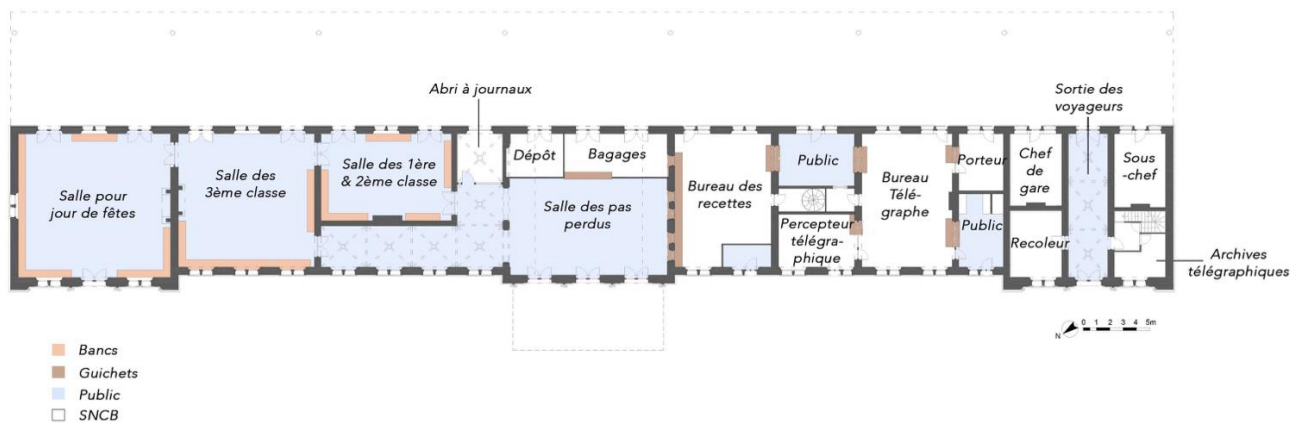 Abri à journaux
Sortie des
voyageurs
Salle pour
jour de fêtes
Salle des
3ème classe
Salle des 1ère
& 2ème classe
Dépôt
Bagages
Salle des pas
perdus
Bureau des
recettes
Public
Percepteur
télégra-
phique
Bureau
Télé-
graphe
Porteur
Public
Chef
de
gare
Recoleur
Sous
-chef
Archives
télégraphiques
N
0 1 2 3 4 5m
Bancs
Guichets
Public
SNCB